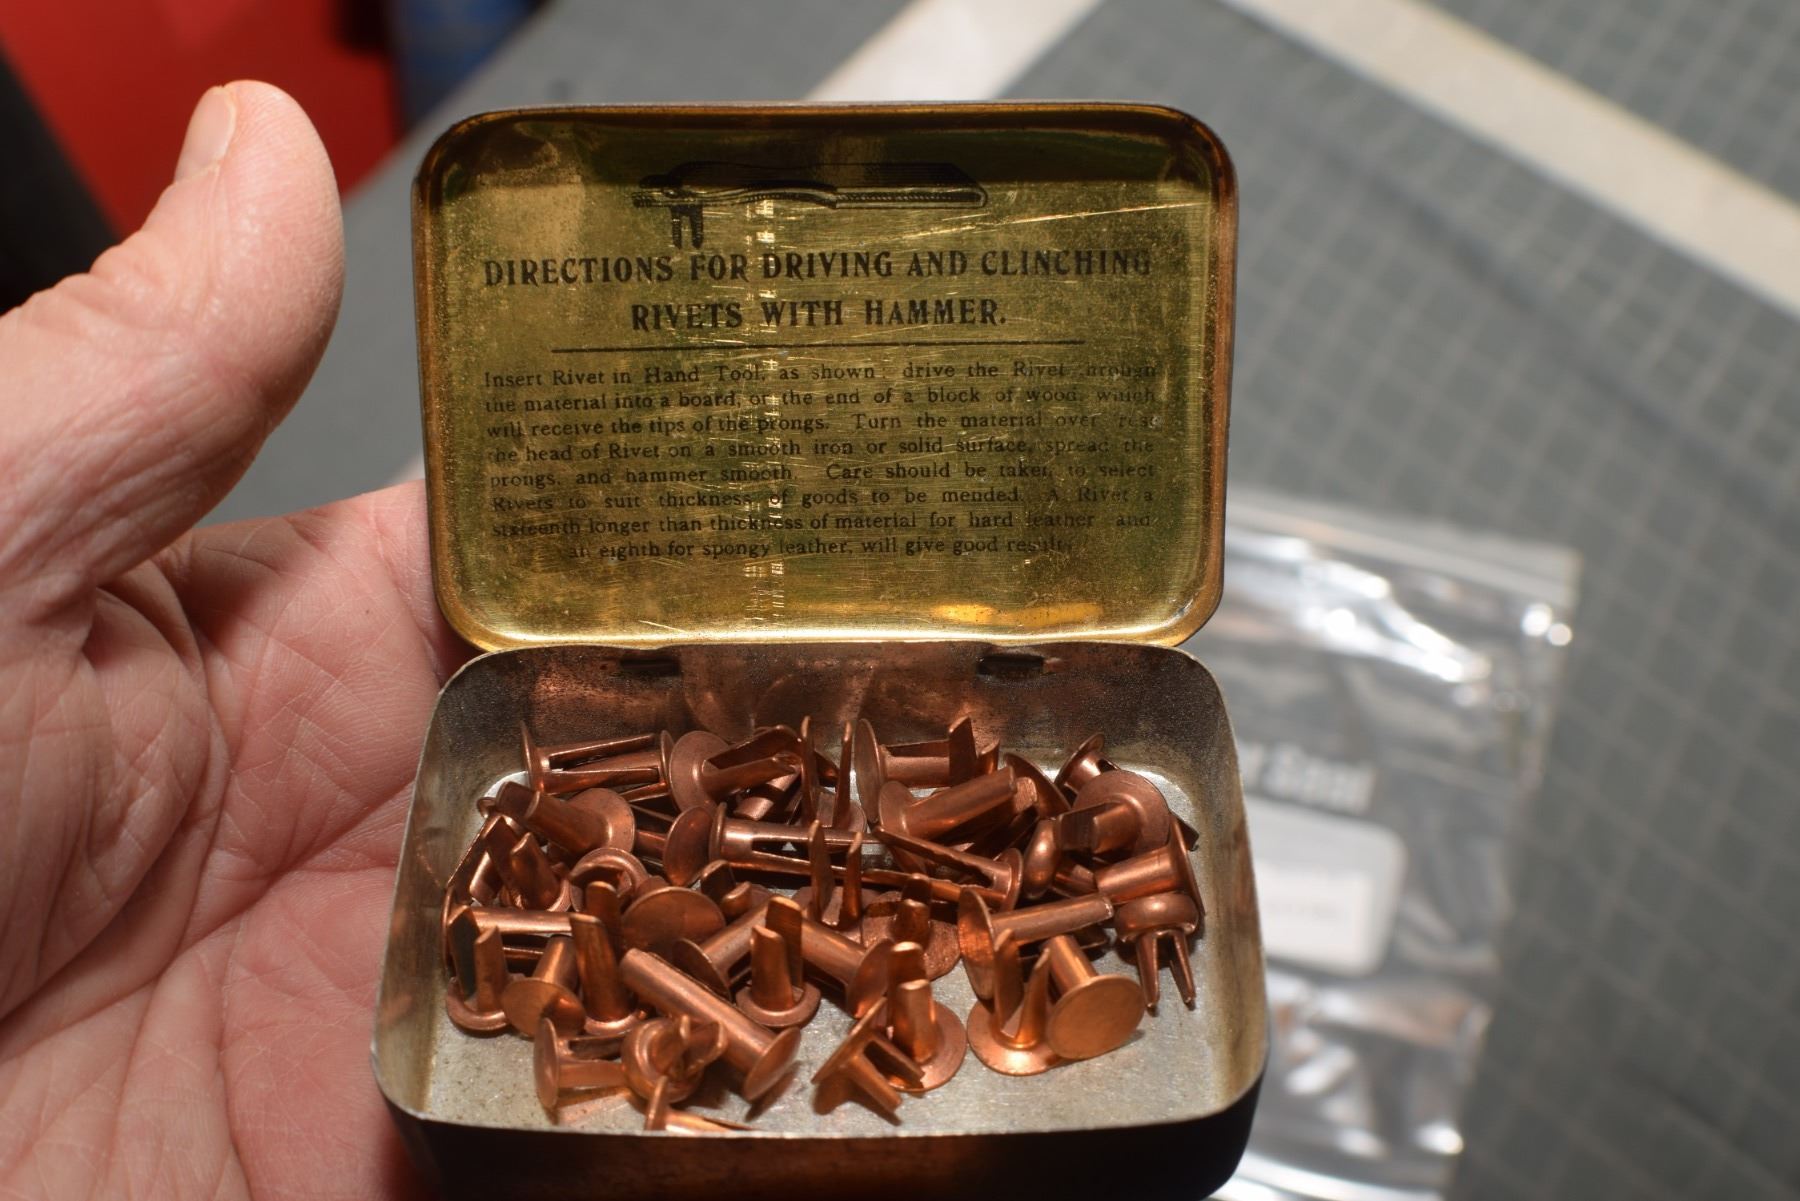 DIRECTIONS FOR DRIVING AND CLINCHING
RIVETS WITH HAMMER.
Insert Rivet in Hand Tool, as shown; drive the Rivet through
the material into a board, or the end of a block of wood, which
will receive the tips of the prongs. Turn the material over, rest
the head of Rivet on a smooth iron or solid surface, spread the
prongs, and hammer smooth. Care should be taken to select
Rivets to suit thickness of goods to be mended. A Rivet a
sixteenth longer than thickness of material for hard leather and
an eighth for spongy leather, will give good results.